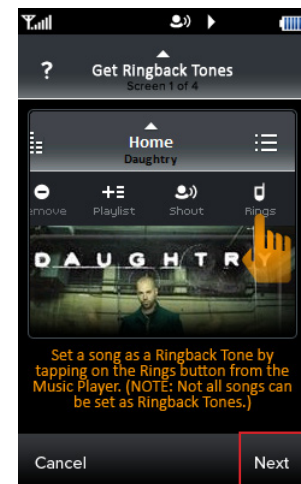 ?
Get Ringback Tones
Screen 1 of 4
Home
Daughtry
emove Playlist Shout Rings
DAUGHTRY
Set a song as a Ringback Tone by
tapping on the Rings button from the
Music Player. (NOTE: Not all songs can
be set as Ringback Tones.)
Cancel Next